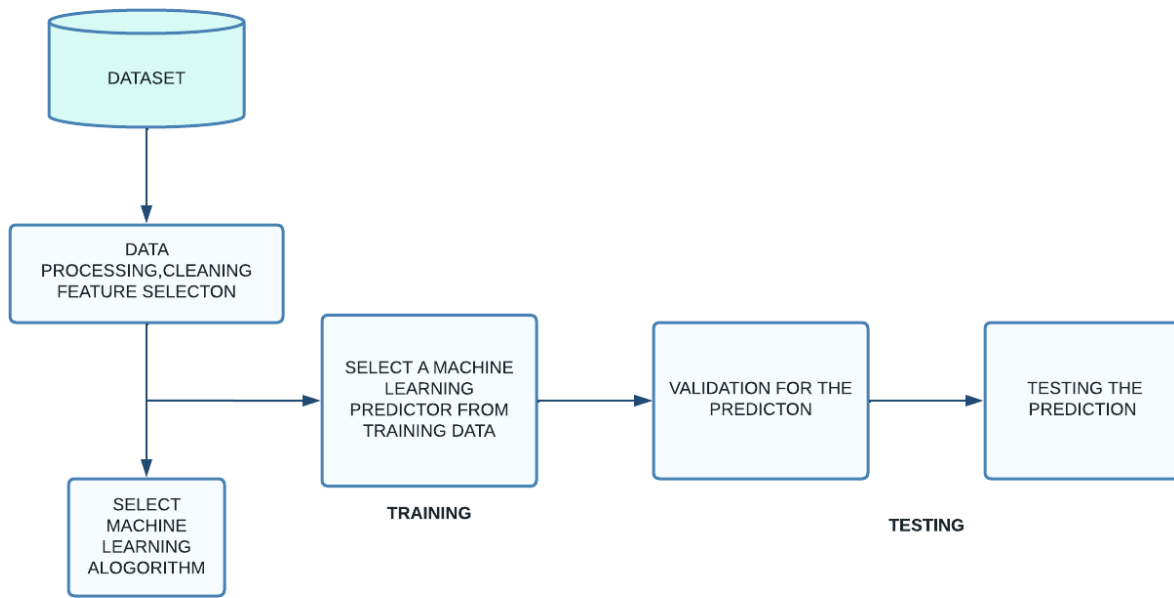 DATASET
DATA
PROCESSING,CLEANING
FEATURE SELECTON
SELECT A MACHINE
LEARNING
PREDICTOR FROM
TRAINING DATA
VALIDATION FOR THE
PREDICTON
TESTING THE
PREDICTION
SELECT
MACHINE
LEARNING
ALOGORITHM
TRAINING
TESTING